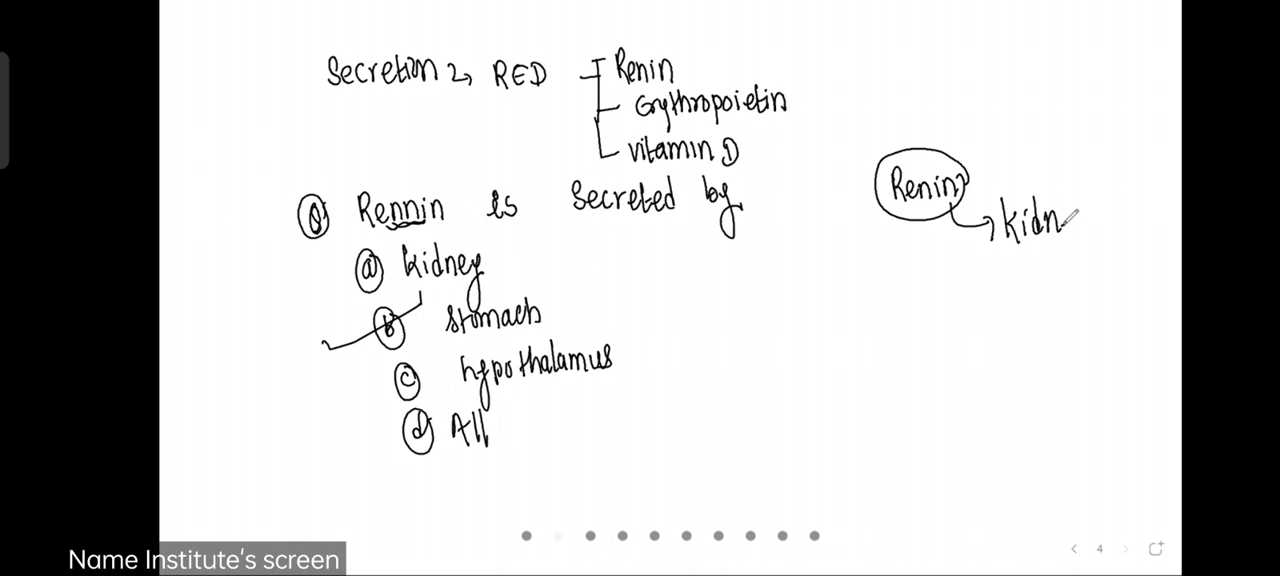 Secretion → RED Renin
Erythropoietin
vitamin D
Q Rennin is secreted by
a kidney
b stomach
c hypothalamus
d All
Renin
→ kidn
4
Name Institute's screen